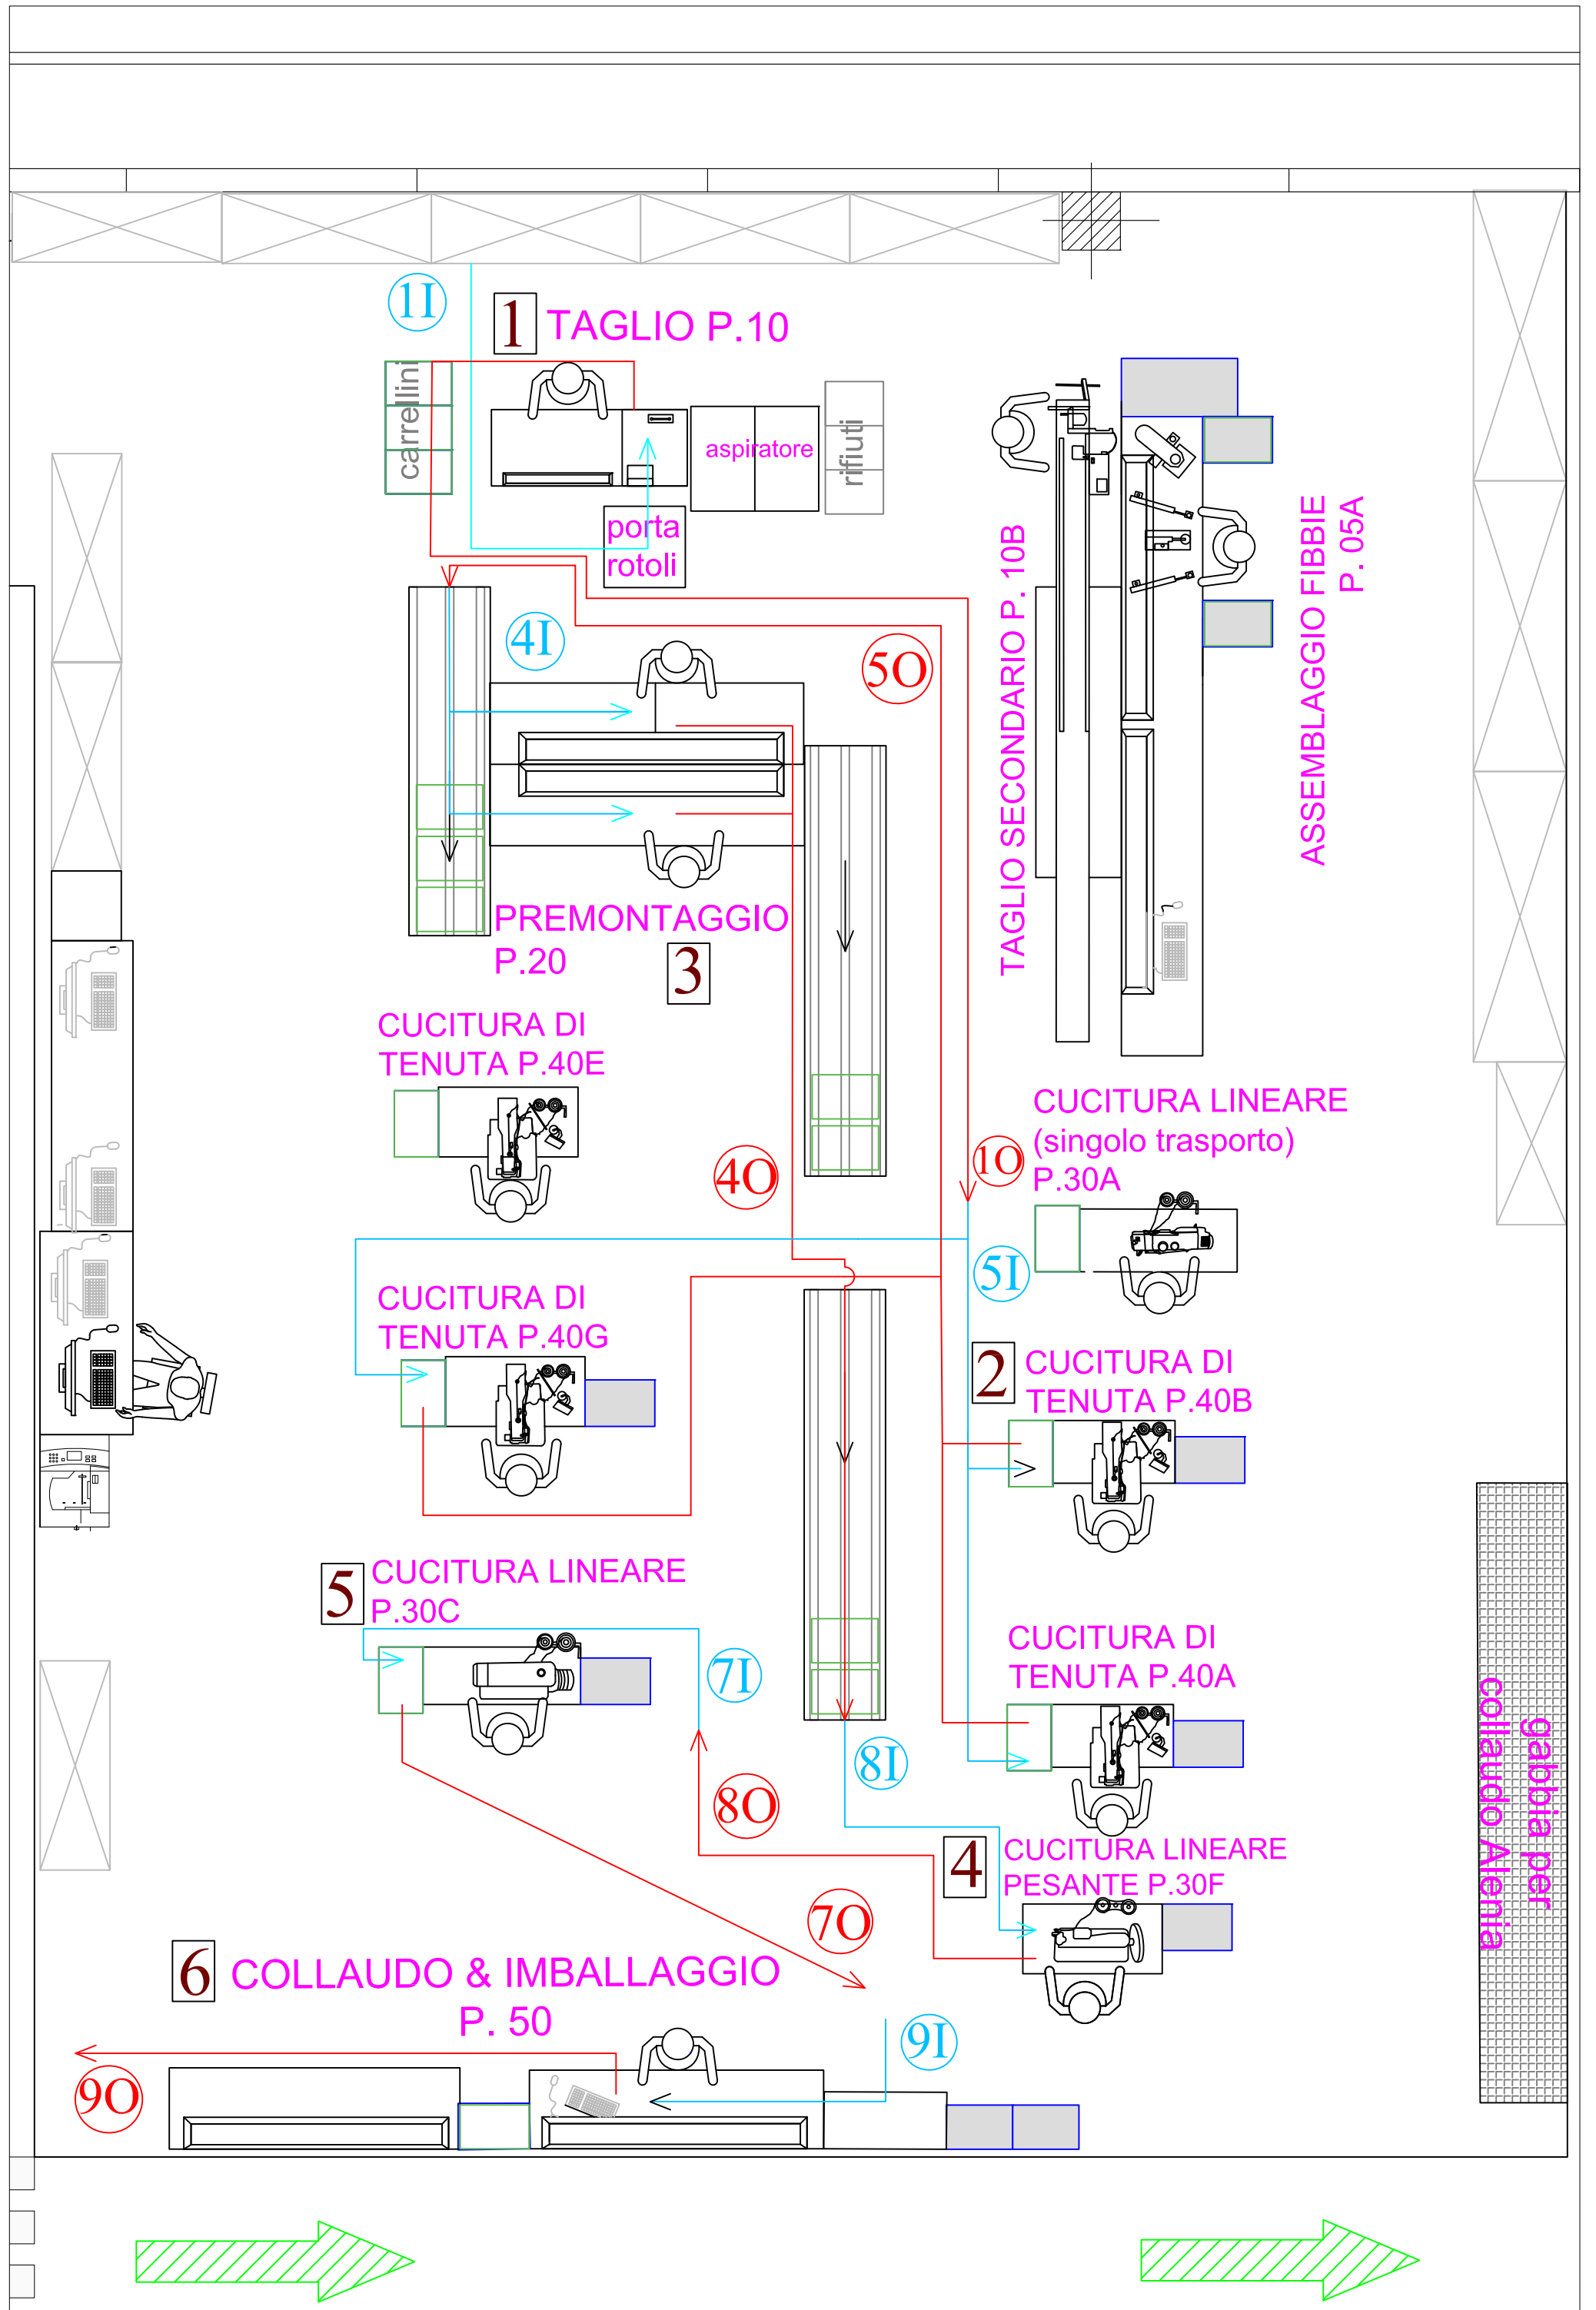 1I
1
TAGLIO P.10
carrellini
aspiratore
rifiuti
porta
rotoli
4I
5O
TAGLIO SECONDARIO P. 10B
ASSEMBLAGGIO FIBBIE
P. 05A
PREMONTAGGIO
P.20
3
CUCITURA DI
TENUTA P.40E
4O
1O
CUCITURA LINEARE
(singolo trasporto)
P.30A
5I
CUCITURA DI
TENUTA P.40G
2
CUCITURA DI
TENUTA P.40B
5
CUCITURA LINEARE
P.30C
7I
CUCITURA DI
TENUTA P.40A
gabbia per
collaudo Alenia
8I
8O
4
CUCITURA LINEARE
PESANTE P.30F
7O
6
COLLAUDO & IMBALLAGGIO
P. 50
9I
9O